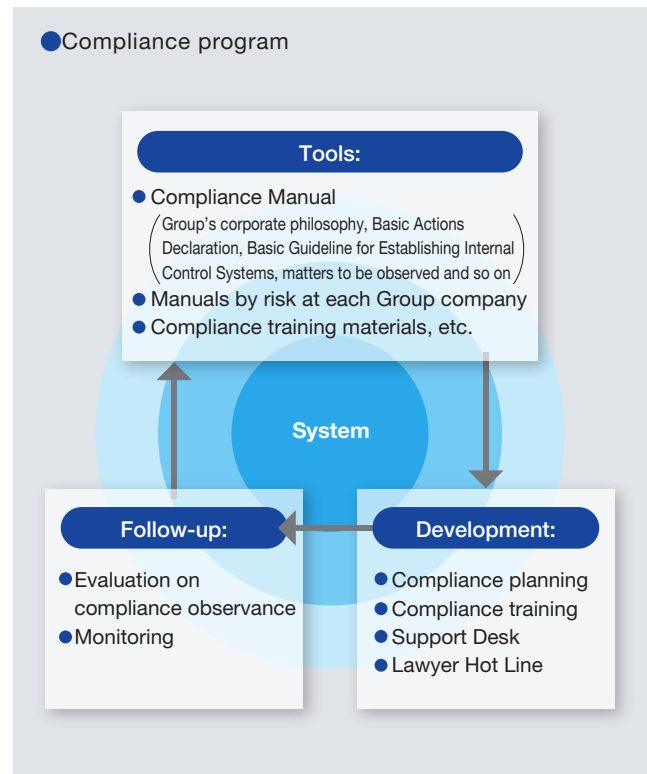 Compliance program
Tools:
Compliance Manual
(Group's corporate philosophy, Basic Actions
Declaration, Basic Guideline for Establishing Internal
Control Systems, matters to be observed and so on)
Manuals by risk at each Group company
Compliance training materials, etc.
System
Follow-up:
Evaluation on
compliance observance
Monitoring
Development:
Compliance planning
Compliance training
Support Desk
Lawyer Hot Line